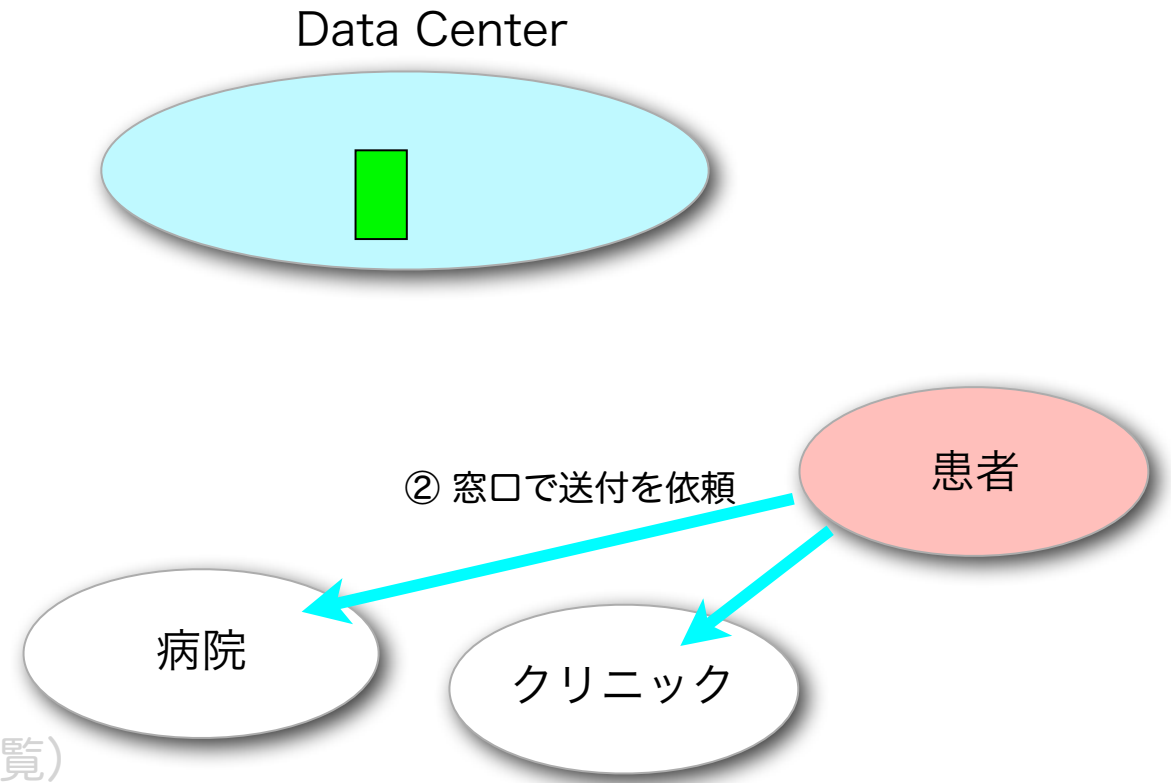 Data Center
患者
② 窓口で送付を依頼
病院
クリニック
覧）